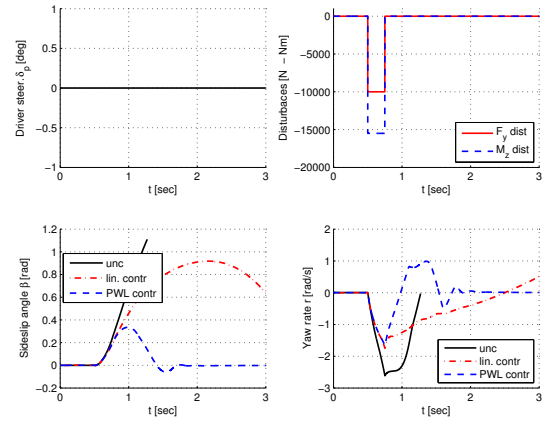 1
0.5
0
−0.5
−1
0
1
2
3
t [sec]
Driver steer. δp [deg]
0
−5000
−10000
−15000
−20000
0
1
2
3
t [sec]
Disturbaces [N − Nm]
Fy dist
Mz dist
1.2
1
0.8
0.6
0.4
0.2
0
−0.2
0
1
2
3
t [sec]
Sideslip angle β [rad]
unc
lin. contr
PWL contr
2
1
0
−1
−2
−3
0
1
2
3
t [sec]
Yaw rate r [rad/s]
unc
lin. contr
PWL contr